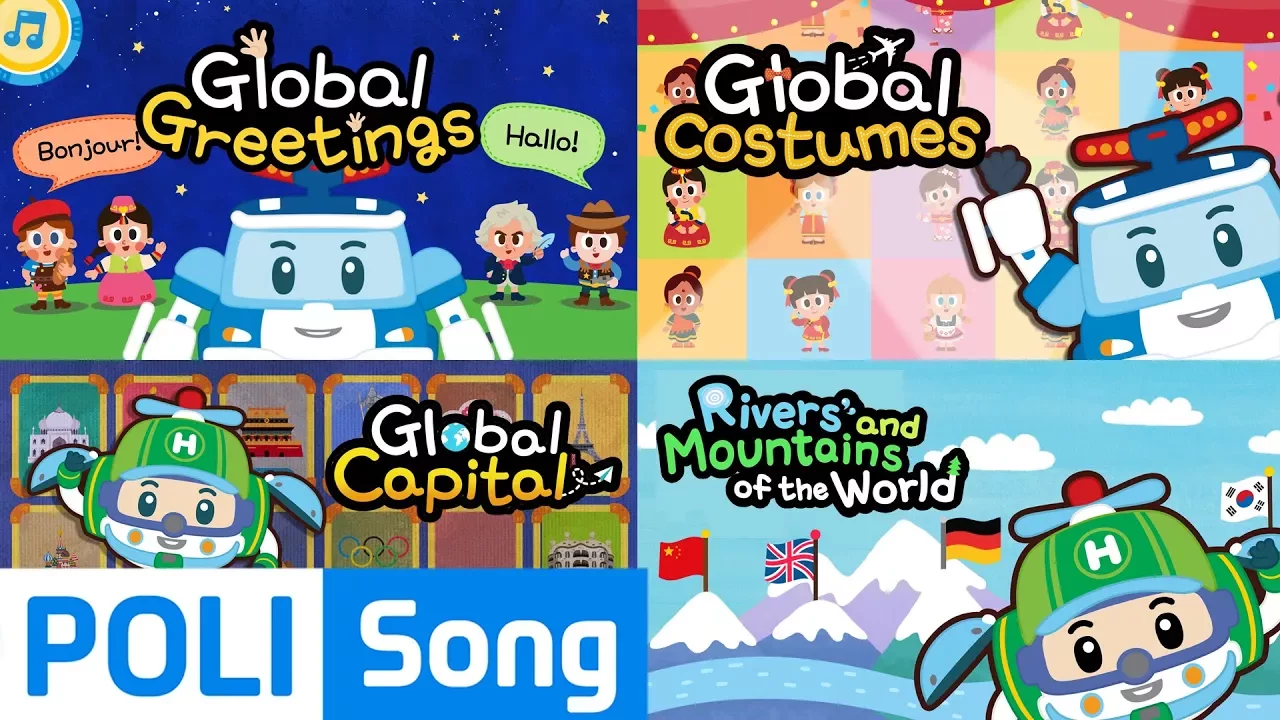 Global
Greetings
Bonjour!
Hallo!
Global
Costumes
H
Global
Capital
Rivers’ and
Mountains
of the World
H
POLI Song